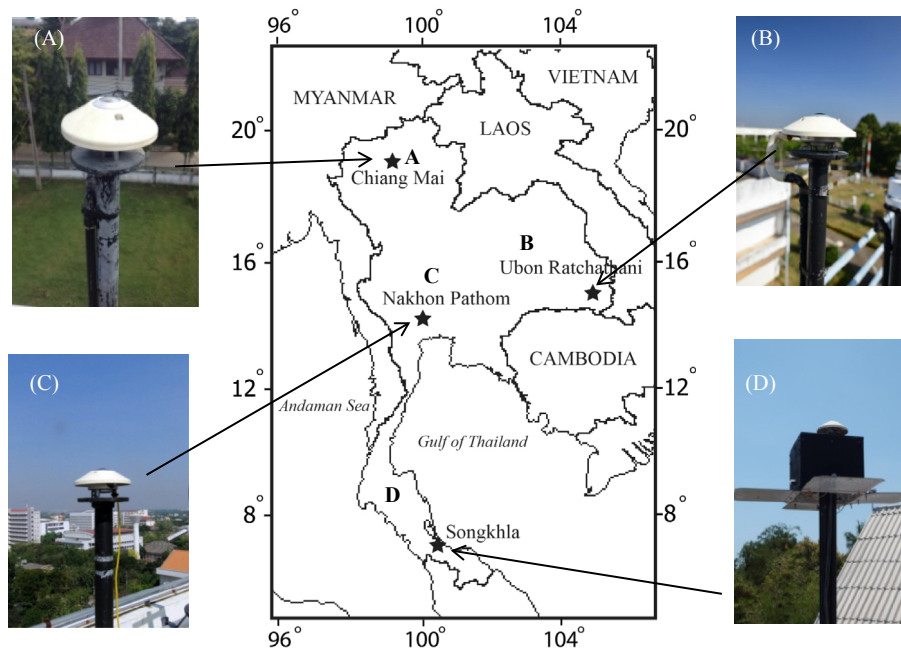 (A)
96°
100°
104°
(B)
MYANMAR
VIETNAM
LAOS
20°
20°
A
Chiang Mai
B
16°
16°
Ubon Ratchathani
C
Nakhon Pathom
(C)
CAMBODIA
(D)
12°
12°
Andaman Sea
Gulf of Thailand
D
8°
8°
Songkhla
96°
100°
104°